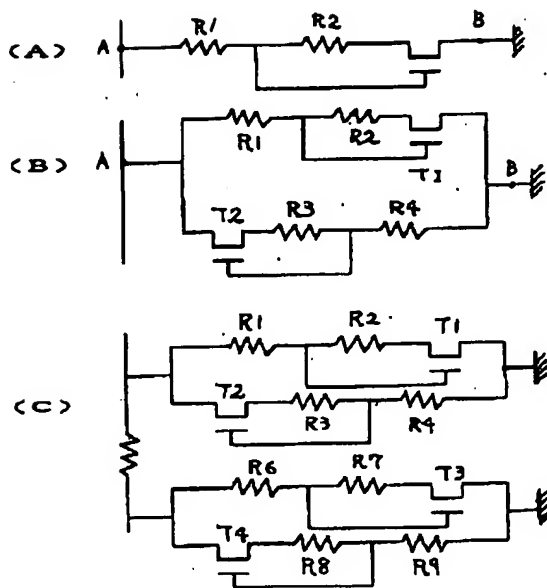 R1 R2 B
(A) A
R1 R2
T1
(B) A B
T2 R3 R4
R1 R2 T1
T2 R3 R4
(C)
R6 R7 T3
T4 R8 R9